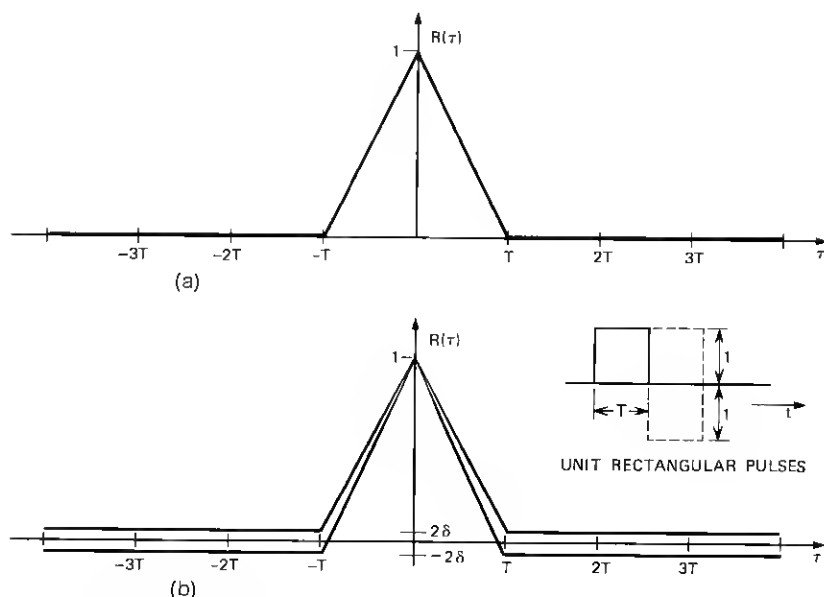 R(τ)
1
-3T -2T -T T 2T 3T τ
(a)
R(τ)
1
1
T
1
t
UNIT RECTANGULAR PULSES
2δ
-2δ
-3T -2T -T T 2T 3T τ
(b)